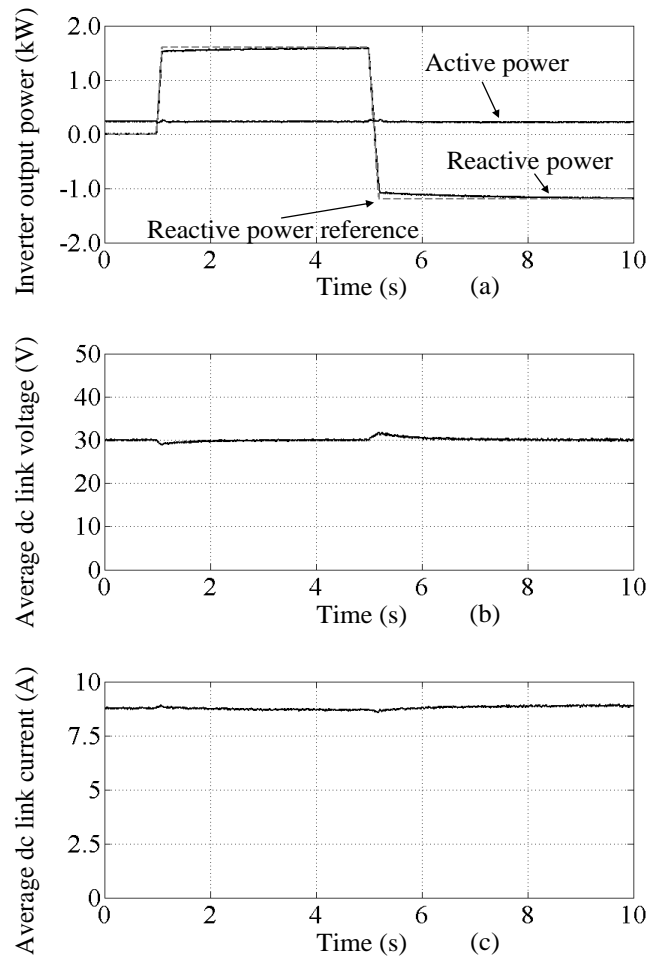 Inverter output power (kW)
2.0
1.0
0.0
-1.0
-2.0
Active power
Reactive power
Reactive power reference
0 2 4 6 8 10
Time (s) (a)
Average dc link voltage (V)
50
40
30
20
10
0
0 2 4 6 8 10
Time (s) (b)
Average dc link current (A)
10
7.5
5
2.5
0
0 2 4 6 8 10
Time (s) (c)